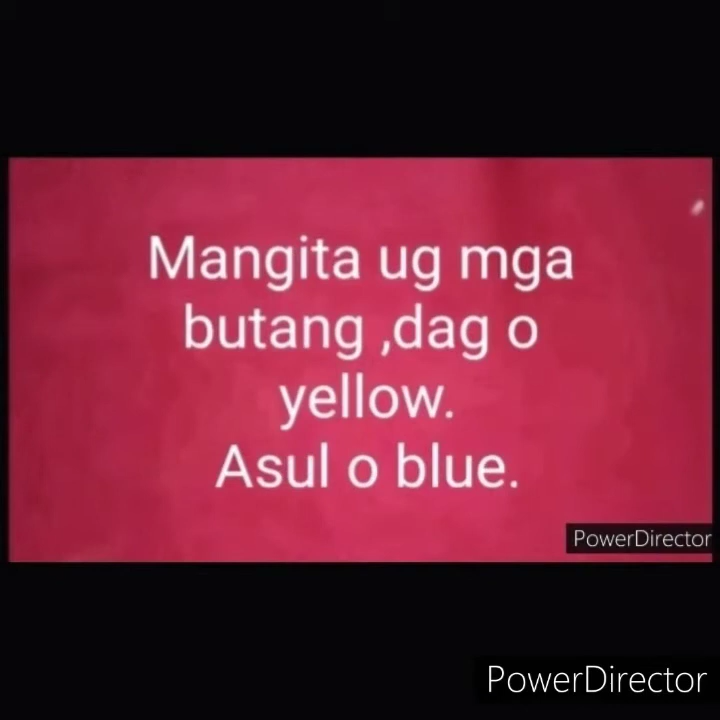 Mangita ug mga
butang ,dag o
yellow.
Asul o blue.
PowerDirector
PowerDirector